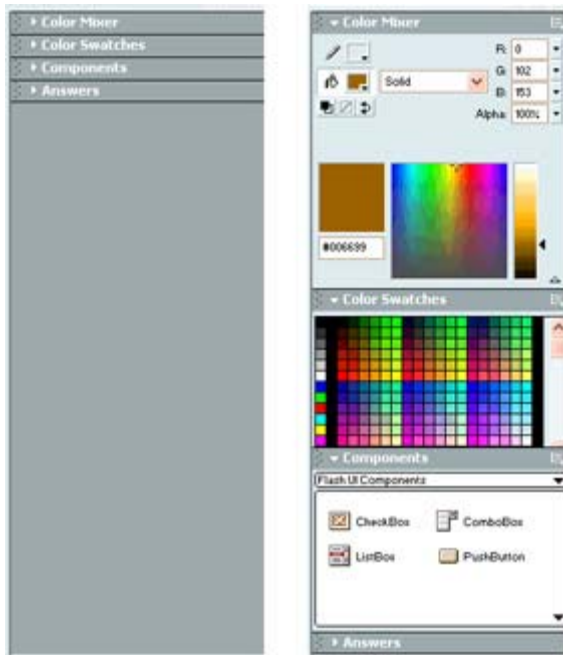 Color Mixer
Color Swatches
Components
Answers
Color Mixer
R: 0
G: 102
Solid
B: 153
Alpha: 100%
#006699
Color Swatches
Components
Flash UI Components
CheckBox ComboBox
ListBox PushButton
Answers